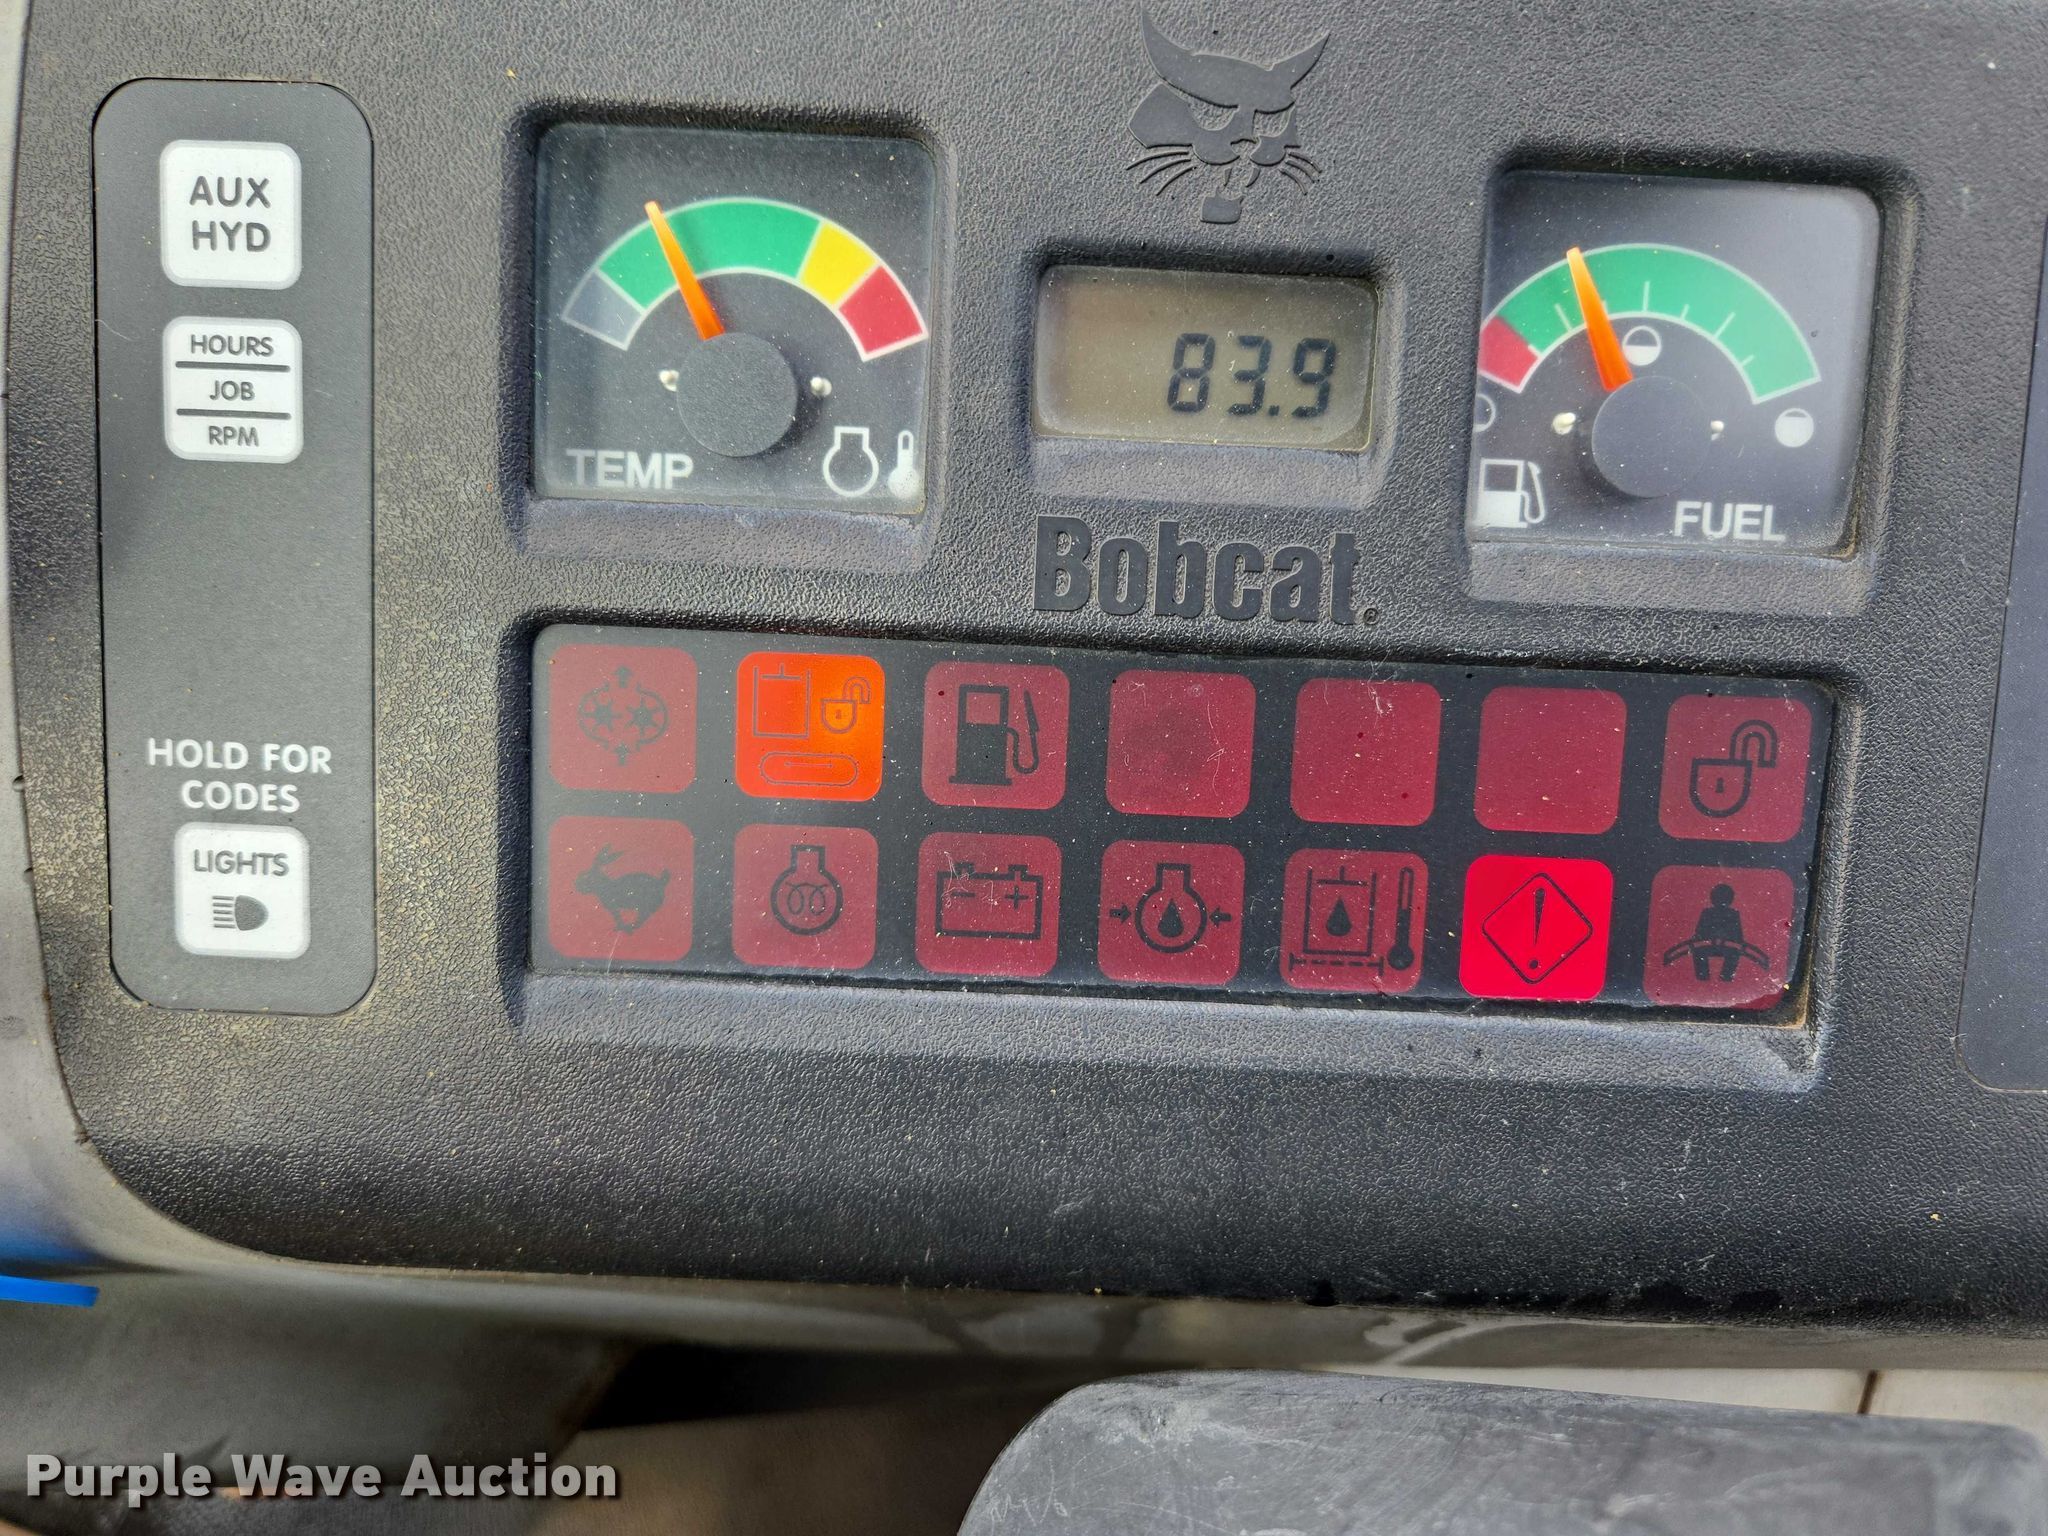 AUX
HYD
HOURS
JOB
RPM
HOLD FOR
CODES
LIGHTS
TEMP
83.9
FUEL
Bobcat®
Purple Wave Auction